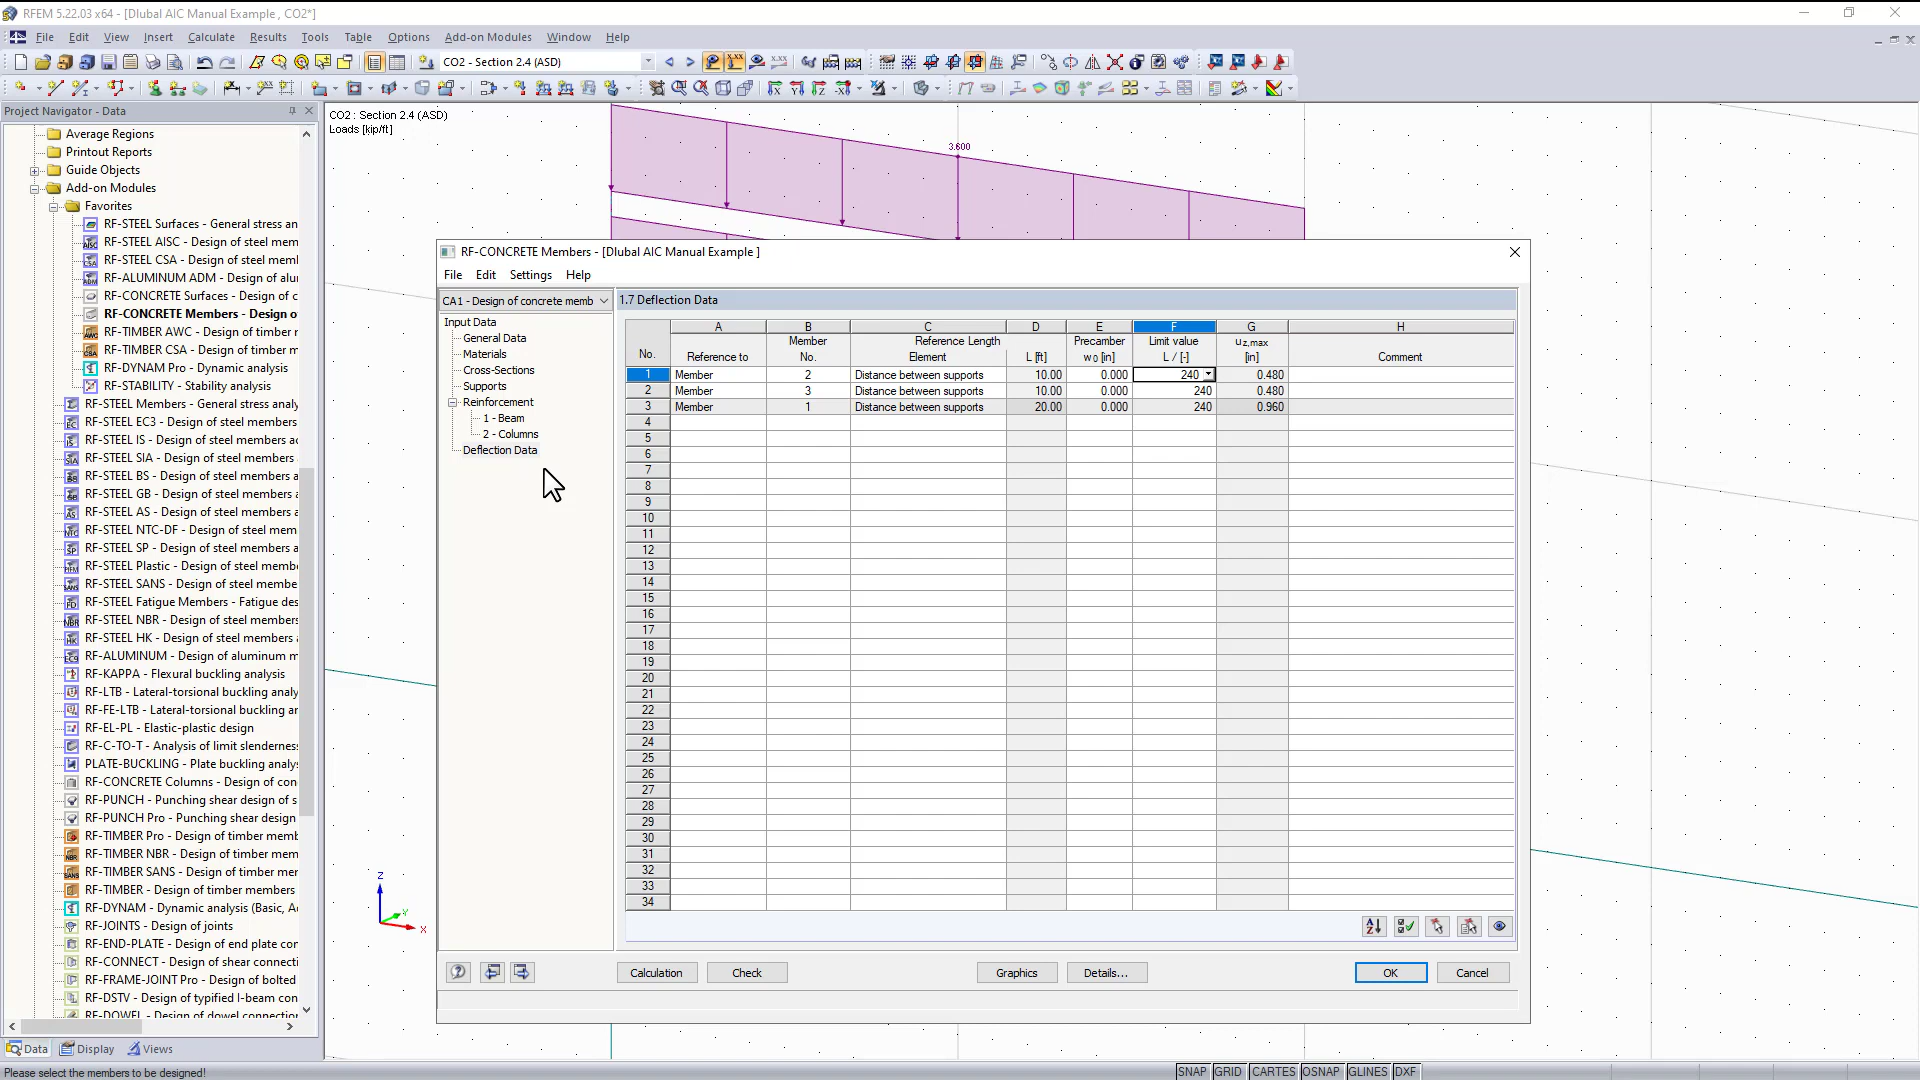 RFEM 5.22.03 x64 - [Dlubal AIC Manual Example , CO2*]
File Edit View Insert Calculate Results Tools Table Options Add-on Modules Window Help
CO2 - Section 2.4 (ASD)
Project Navigator - Data
Average Regions
Printout Reports
Guide Objects
Add-on Modules
Favorites
RF-STEEL Surfaces - General stress an
RF-STEEL AISC - Design of steel mem
RF-STEEL CSA - Design of steel meml
RF-ALUMINUM ADM - Design of alu
RF-CONCRETE Surfaces - Design of c
RF-CONCRETE Members - Design o
RF-TIMBER AWC - Design of timber r
RF-TIMBER CSA - Design of timber m
RF-DYNAM Pro - Dynamic analysis
RF-STABILITY - Stability analysis
RF-STEEL Members - General stress analy
RF-STEEL EC3 - Design of steel members a
RF-STEEL IS - Design of steel members ac
RF-STEEL SIA - Design of steel members
RF-STEEL BS - Design of steel members a
RF-STEEL GB - Design of steel members a
RF-STEEL AS - Design of steel members a
RF-STEEL NTC-DF - Design of steel mem
RF-STEEL SP - Design of steel members a
RF-STEEL Plastic - Design of steel memb
RF-STEEL SANS - Design of steel membe
RF-STEEL Fatigue Members - Fatigue des
RF-STEEL NBR - Design of steel members
RF-STEEL HK - Design of steel members
RF-ALUMINUM - Design of aluminum m
RF-KAPPA - Flexural buckling analysis
RF-LTB - Lateral-torsional buckling analy
RF-FE-LTB - Lateral-torsional buckling ar
RF-EL-PL - Elastic-plastic design
RF-C-TO-T - Analysis of limit slenderness
PLATE-BUCKLING - Plate buckling analys
RF-CONCRETE Columns - Design of con
RF-PUNCH - Punching shear design of s
RF-PUNCH Pro - Punching shear design
RF-TIMBER Pro - Design of timber memb
RF-TIMBER NBR - Design of timber mem
RF-TIMBER SANS - Design of timber mer
RF-TIMBER - Design of timber members
RF-DYNAM - Dynamic analysis (Basic, Ac
RF-JOINTS - Design of joints
RF-END-PLATE - Design of end plate con
RF-CONNECT - Design of shear connecti
RF-FRAME-JOINT Pro - Design of bolted
RF-DSTV - Design of typified I-beam con
RF-DOWEL - Design of dowel connection
Data Display Views
Please select the members to be designed!
CO2 : Section 2.4 (ASD)
Loads [kip/ft]
3.600
Z
Y
X
RF-CONCRETE Members - [Dlubal AIC Manual Example ]
File Edit Settings Help
CA1 - Design of concrete memb
Input Data
General Data
Materials
Cross-Sections
Supports
Reinforcement
1 - Beam
2 - Columns
Deflection Data
1.7 Deflection Data
A B C D E F G H
Member Reference Length Precamber Limit value uz,max
No. Reference to No. Element L [ft] w0 [in] L / [-] [in] Comment
1 Member 2 Distance between supports 10.00 0.000 240 0.480
2 Member 3 Distance between supports 10.00 0.000 240 0.480
3 Member 1 Distance between supports 20.00 0.000 240 0.960
4
5
6
7
8
9
10
11
12
13
14
15
16
17
18
19
20
21
22
23
24
25
26
27
28
29
30
31
32
33
34
Calculation Check Graphics Details... OK Cancel
SNAP GRID CARTES OSNAP GLINES DXF